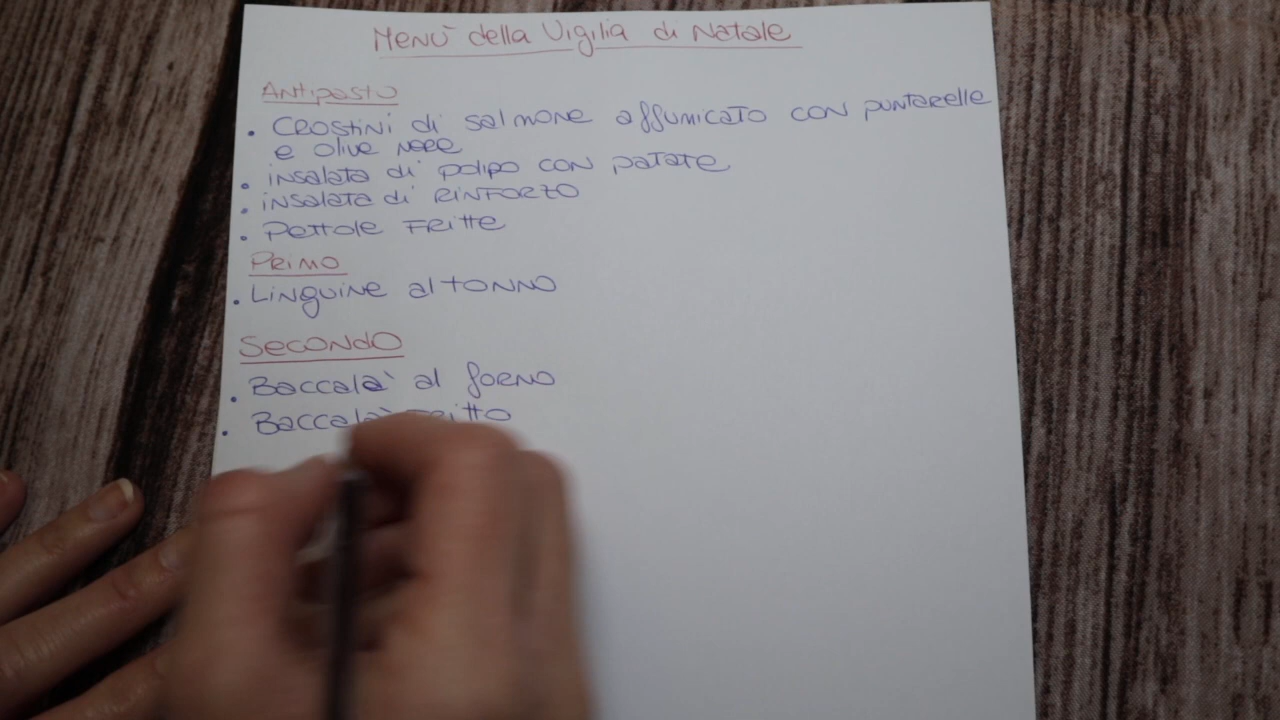 Menù della Vigilia di Natale
Antipasto
• Crostini di salmone affumicato con puntarelle
e olive nere
• insalata di polipo con patate
• insalata di RINFORZO
• Pettole Fritte
Primo
• Linguine al tonno
Secondo
• Baccalà al forno
• Baccalà Fritto